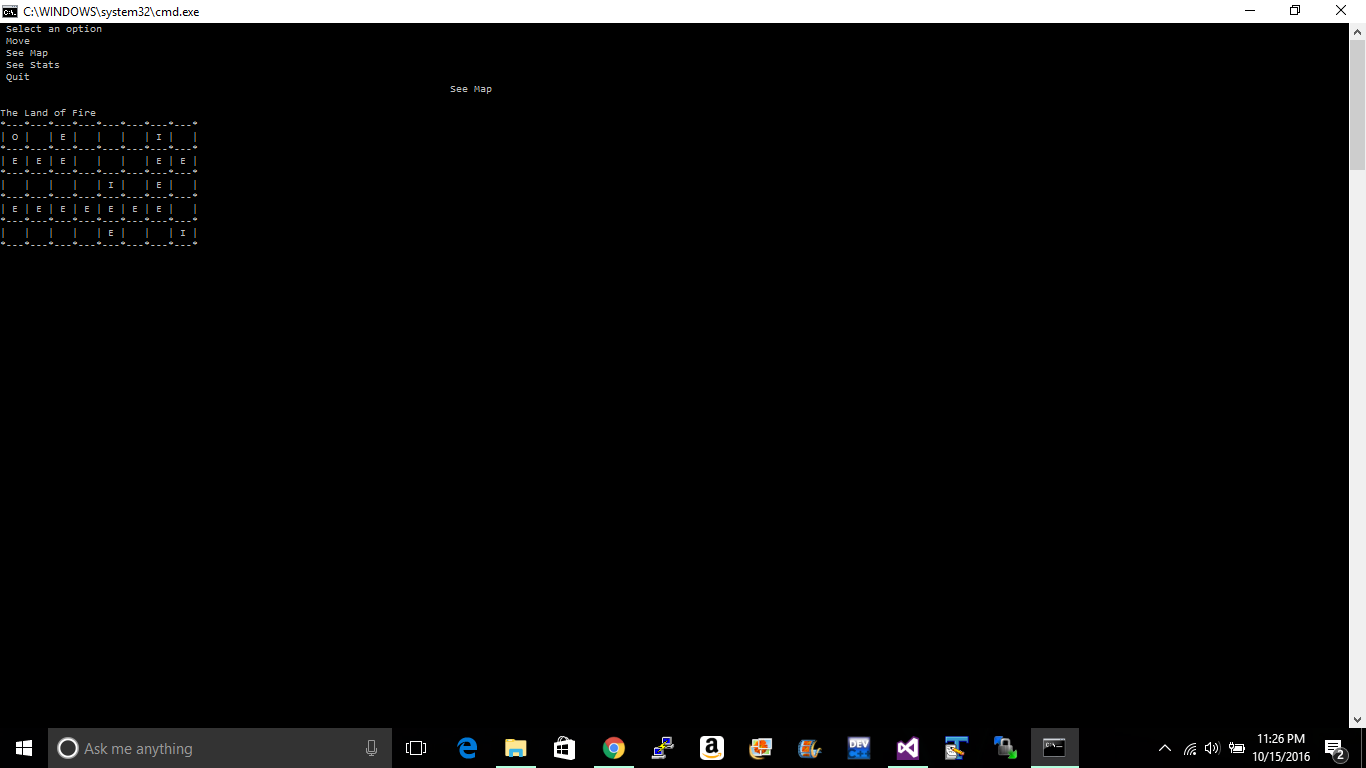 C:\WINDOWS\system32\cmd.exe
Select an option
Move
See Map
See Stats
Quit
See Map
The Land of Fire
*---*---*---*---*---*---*---*---*
| O |   | E |   |   |   | I |   |
*---*---*---*---*---*---*---*---*
| E | E | E |   |   |   | E | E |
*---*---*---*---*---*---*---*---*
|   |   |   |   | I |   | E |   |
*---*---*---*---*---*---*---*---*
| E | E | E | E | E | E | E |   |
*---*---*---*---*---*---*---*---*
|   |   |   |   | E |   |   | I |
*---*---*---*---*---*---*---*---*
Ask me anything
a
DEV
C:\_
11:26 PM
10/15/2016
2